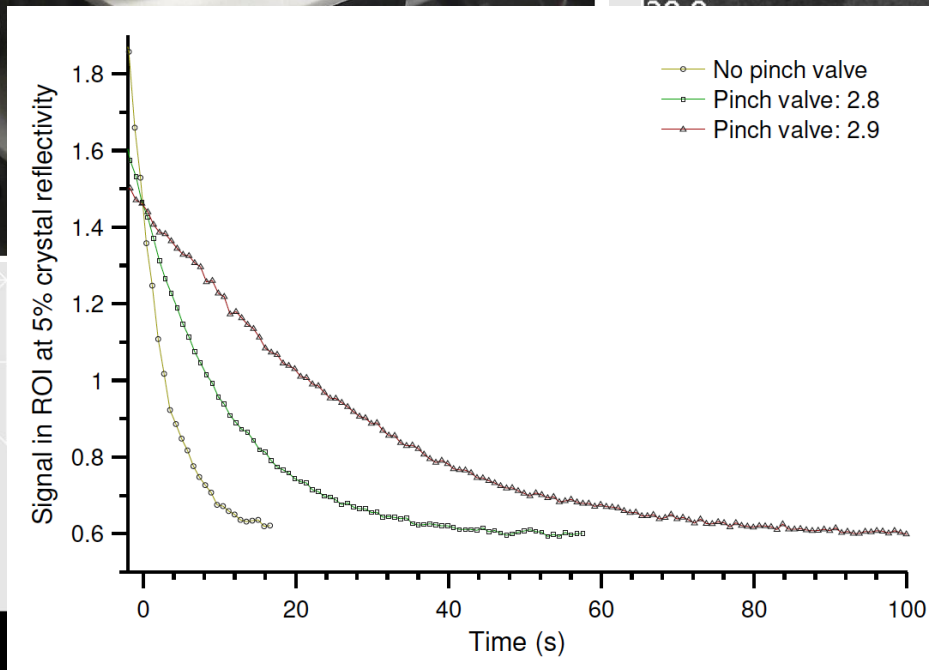 No pinch valve
Pinch valve: 2.8
Pinch valve: 2.9
Signal in ROI at 5% crystal reflectivity
1.8
1.6
1.4
1.2
1
0.8
0.6
0
20
40
60
80
100
Time (s)